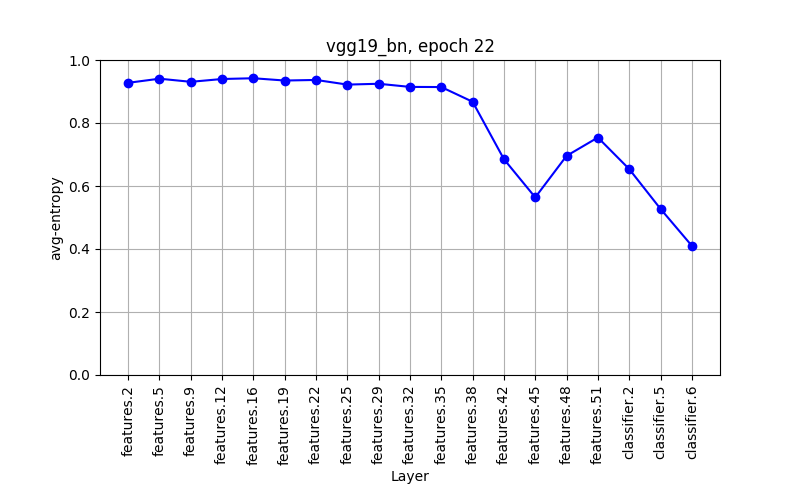 vgg19_bn, epoch 22
avg-entropy
1.0
0.8
0.6
0.4
0.2
0.0
features.2
features.5
features.9
features.12
features.16
features.19
features.22
features.25
features.29
features.32
features.35
features.38
features.42
features.45
features.48
features.51
classifier.2
classifier.5
classifier.6
Layer